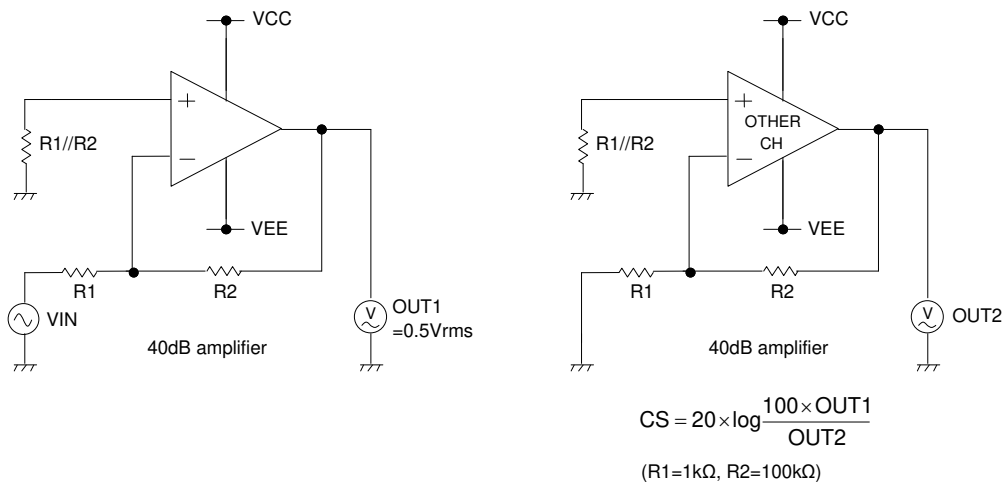 VCC
+
R1//R2
−
VEE
R1
R2
VIN
OUT1
V
=0.5Vrms
40dB amplifier
VCC
+
OTHER
CH
R1//R2
−
VEE
R1
R2
V
OUT2
40dB amplifier
CS = 20 × log 100 × OUT1 / OUT2
(R1=1kΩ, R2=100kΩ)